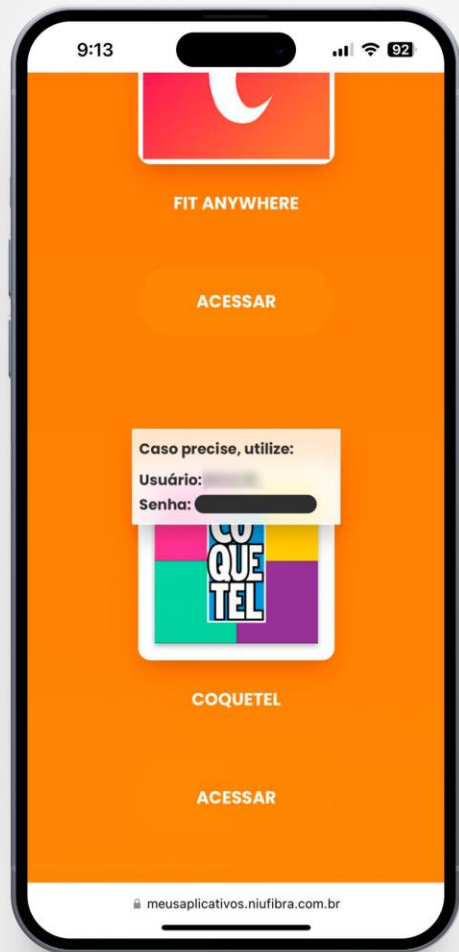 9:13
92
FIT ANYWHERE
ACESSAR
Caso precise, utilize:
Usuário:
Senha:
CO
QUE
TEL
COQUETEL
ACESSAR
meusaplicativos.niufibra.com.br